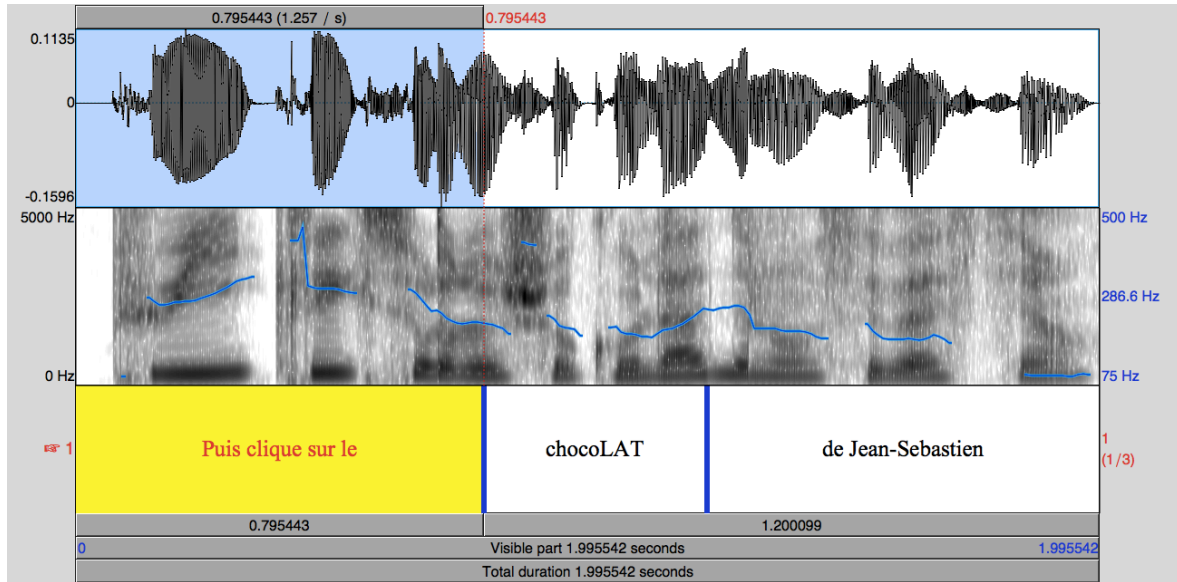 0.795443 (1.257 / s) 0.795443
0.1135
0
-0.1596
5000 Hz 500 Hz
286.6 Hz
0 Hz 75 Hz
☞ 1 Puis clique sur le chocoLAT de Jean-Sebastien 1
(1/3)
0.795443 1.200099
0 Visible part 1.995542 seconds 1.995542
Total duration 1.995542 seconds